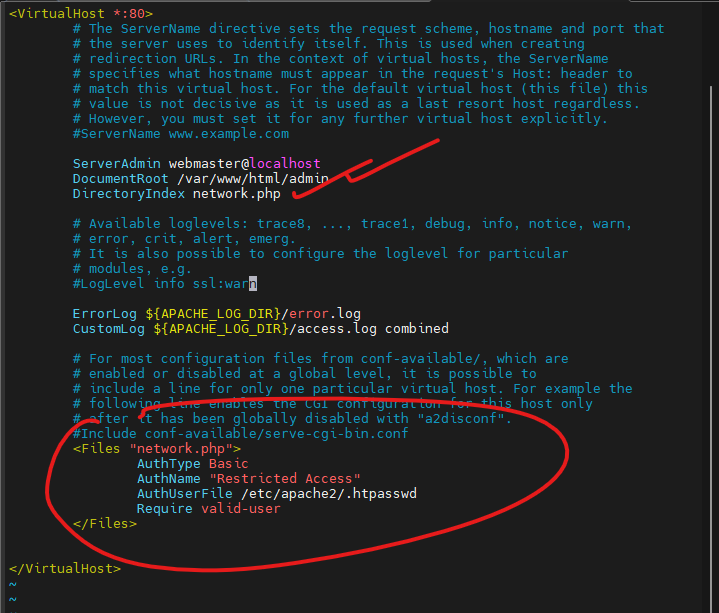 <VirtualHost *:80>
# The ServerName directive sets the request scheme, hostname and port that
# the server uses to identify itself. This is used when creating
# redirection URLs. In the context of virtual hosts, the ServerName
# specifies what hostname must appear in the request's Host: header to
# match this virtual host. For the default virtual host (this file) this
# value is not decisive as it is used as a last resort host regardless.
# However, you must set it for any further virtual host explicitly.
#ServerName www.example.com
ServerAdmin webmaster@localhost
DocumentRoot /var/www/html/admin
DirectoryIndex network.php
# Available loglevels: trace8, ..., trace1, debug, info, notice, warn,
# error, crit, alert, emerg.
# It is also possible to configure the loglevel for particular
# modules, e.g.
#LogLevel info ssl:warn
ErrorLog ${APACHE_LOG_DIR}/error.log
CustomLog ${APACHE_LOG_DIR}/access.log combined
# For most configuration files from conf-available/, which are
# enabled or disabled at a global level, it is possible to
# include a line for only one particular virtual host. For example the
# following line enables the CGI configuration for this host only
# after it has been globally disabled with "a2disconf".
#Include conf-available/serve-cgi-bin.conf
<Files "network.php">
AuthType Basic
AuthName "Restricted Access"
AuthUserFile /etc/apache2/.htpasswd
Require valid-user
</Files>
</VirtualHost>
~
~